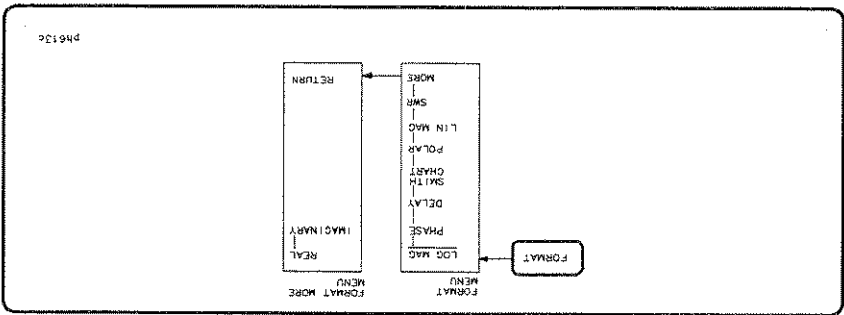 FORMAT
FORMAT
MENU
LOG MAG
PHASE
DELAY
SMITH
CHART
POLAR
LIN MAG
SWR
MORE
FORMAT MORE
MENU
REAL
IMAGINARY
RETURN
ph613c